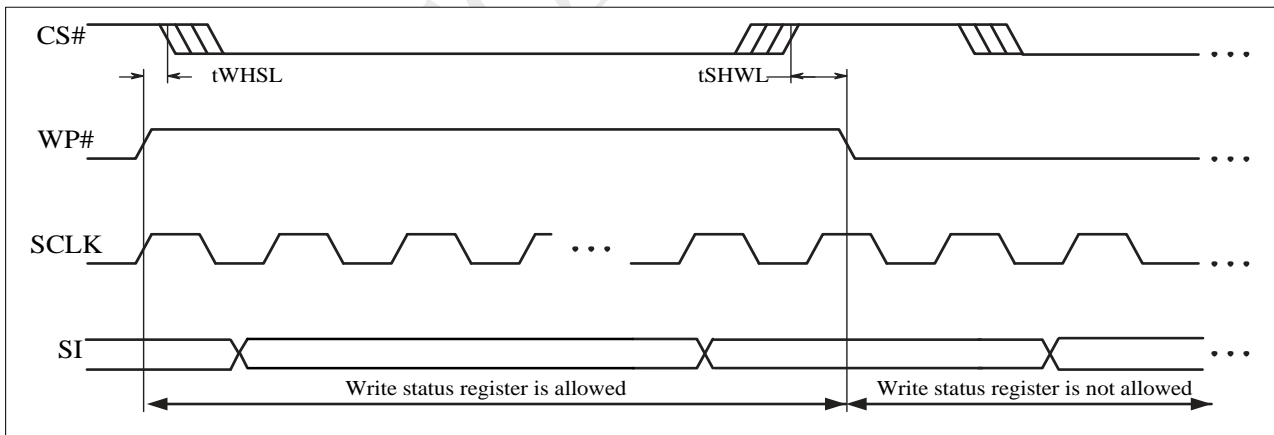 CS#
tWHSL
tSHWL
WP#
SCLK
SI
Write status register is allowed
Write status register is not allowed